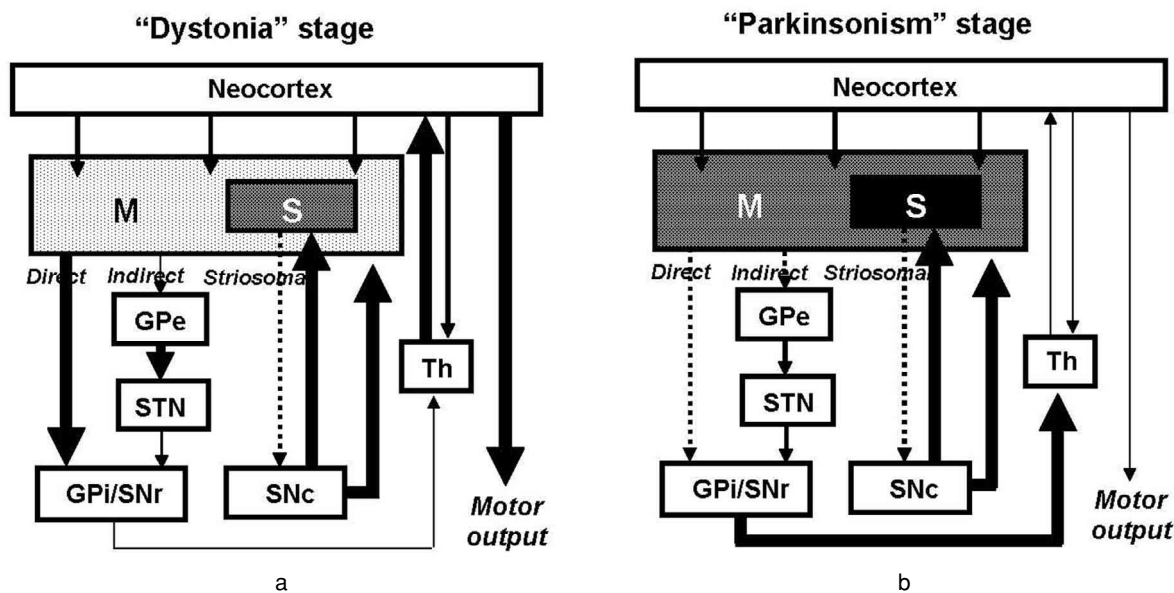 “Dystonia” stage
Neocortex
M
S
Direct
Indirect
Striosomal
GPe
STN
Th
GPi/SNr
SNc
Motor
output
a
“Parkinsonism” stage
Neocortex
M
S
Direct
Indirect
Striosomal
GPe
STN
Th
GPi/SNr
SNc
Motor
output
b